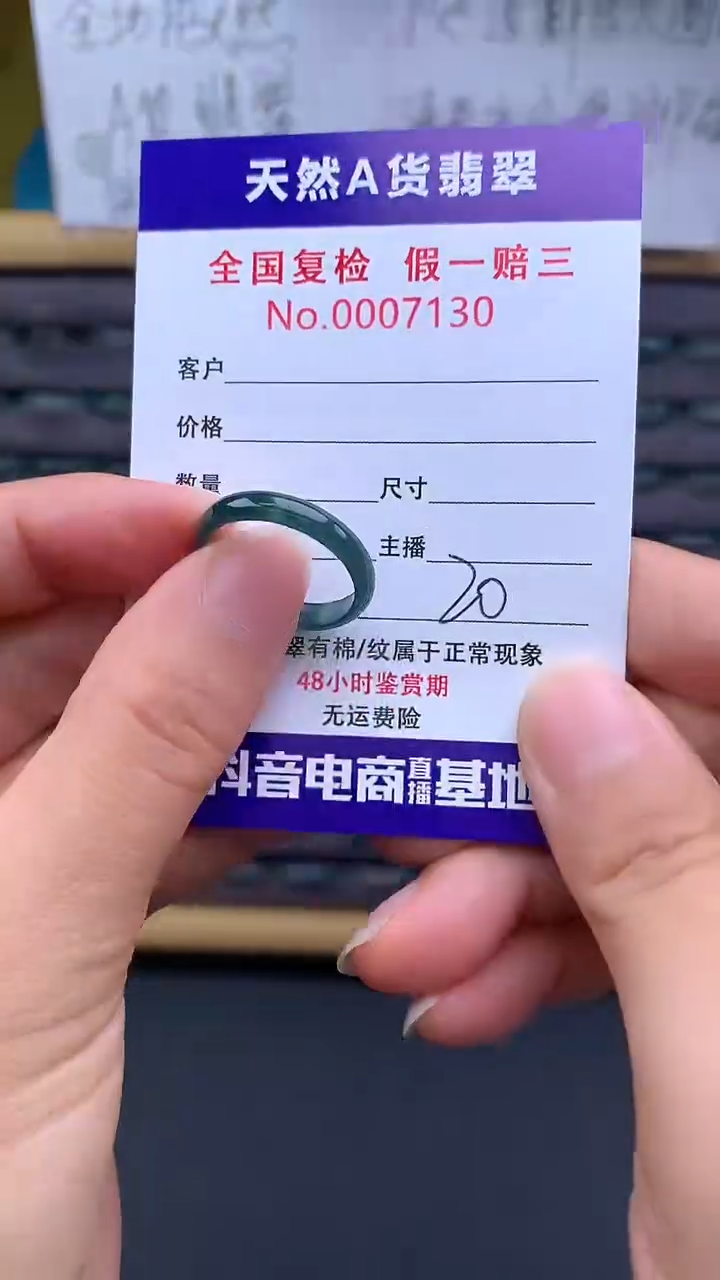 天然A货翡翠
全国复检 假一赔三
No.0007130
客户
价格
数量 尺寸
主播
20
翠有棉/纹属于正常现象
48小时鉴赏期
无运费险
抖音电商直播基地